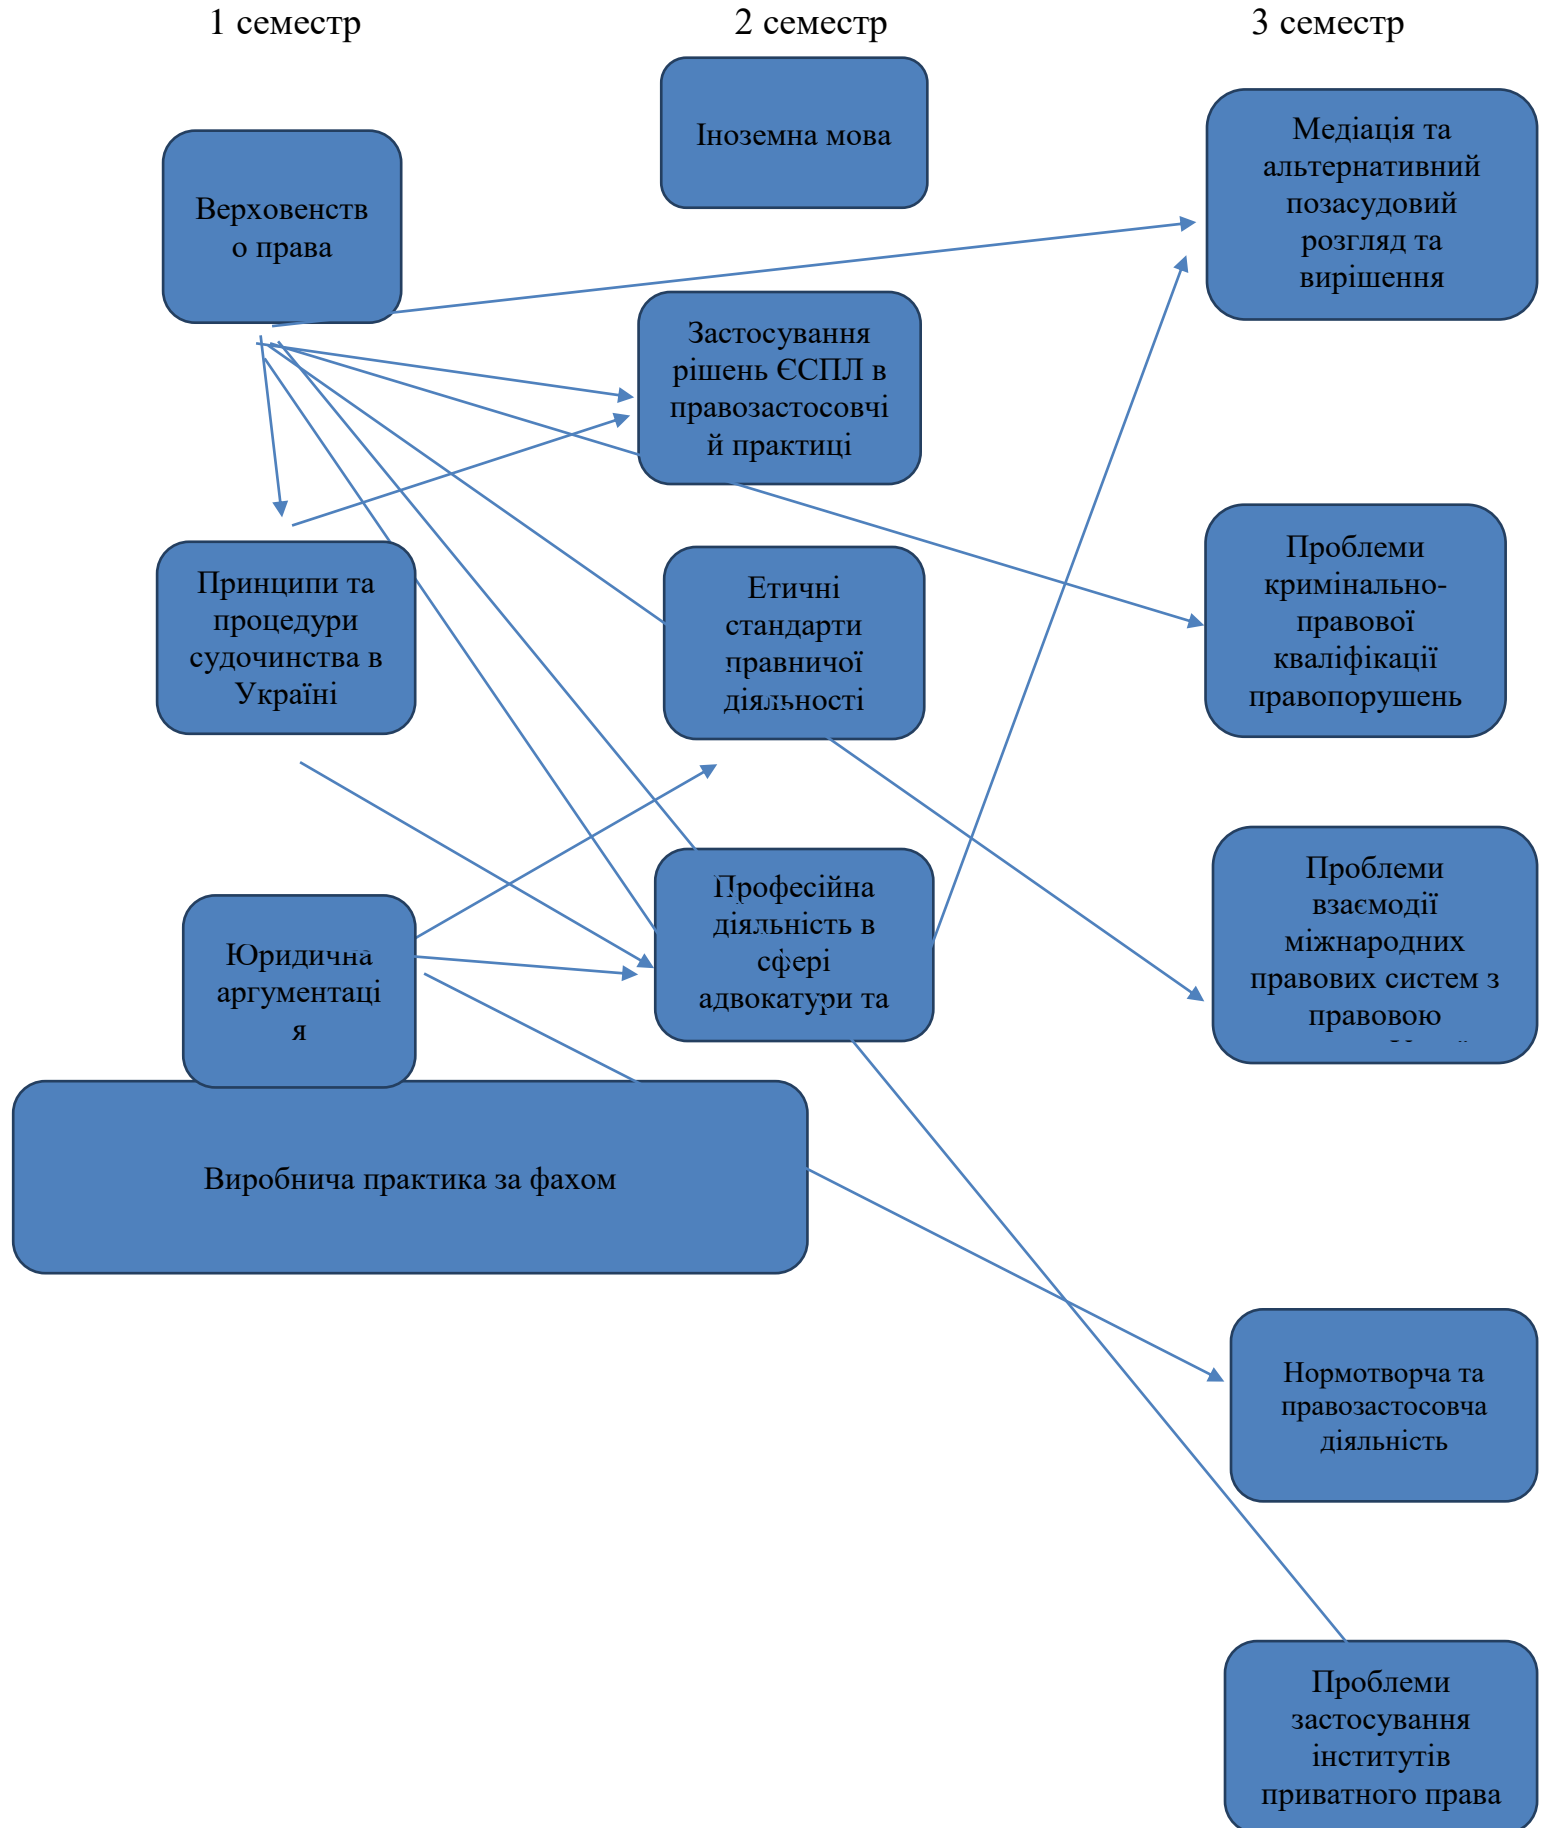 1 семестр
2 семестр
3 семестр
Іноземна мова
Медіація та
альтернативний
позасудовий
розгляд та
вирішення
Верховенств
о права
Застосування
рішень ЄСПЛ в
правозастосовчі
й практиці
Принципи та
процедури
судочинства в
Україні
Етичні
стандарти
правничої
діяльності
Проблеми
кримінально-
правової
кваліфікації
правопорушень
Юридична
аргументаці
я
Професійна
діяльність в
сфері
адвокатури та
Проблеми
взаємодії
міжнародних
правових систем з
правовою
Виробнича практика за фахом
Нормотворча та
правозастосовча
діяльність
Проблеми
застосування
інститутів
приватного права